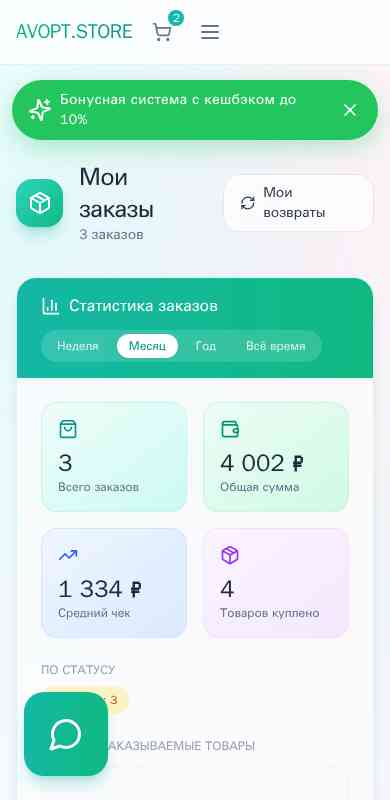 AVOPT.STORE
2
Бонусная система с кешбэком до
10%
Мои
заказы
3 заказов
Мои
возвраты
Статистика заказов
Неделя Месяц Год Всё время
3
Всего заказов
4 002 ₽
Общая сумма
1 334 ₽
Средний чек
4
Товаров куплено
ПО СТАТУСУ
3
АКАЗЫВАЕМЫЕ ТОВАРЫ